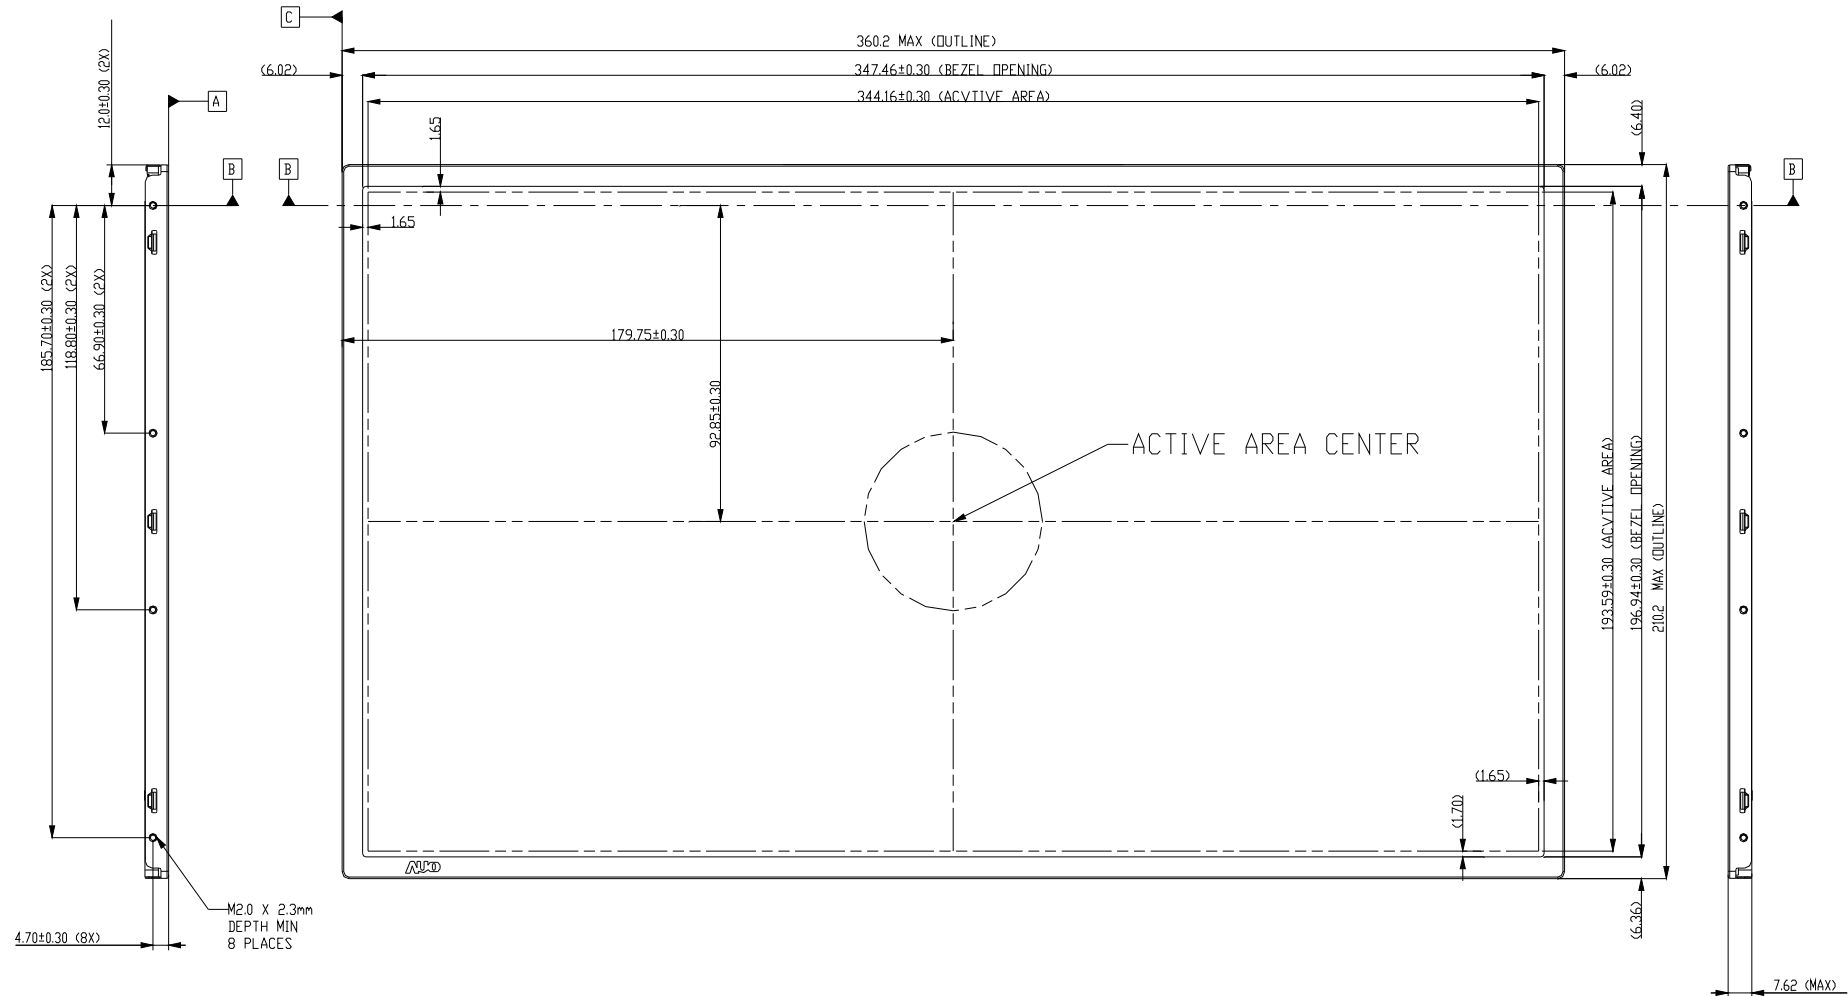 C
360.2 MAX (OUTLINE)
(6.02)
347.46±0.30 (BEZEL OPENING)
(6.02)
344.16±0.30 (ACVTIVE AREA)
12.0±0.30 (2X)
A
1.65
(6.40)
B
B
B
1.65
185.70±0.30 (2X)
118.80±0.30 (2X)
66.90±0.30 (2X)
179.75±0.30
92.85±0.30
ACTIVE AREA CENTER
193.59±0.30 (ACVTIVE AREA)
196.94±0.30 (BEZEL OPENING)
210.2 MAX (OUTLINE)
(1.65)
(1.70)
AUO
M2.0 X 2.3mm
DEPTH MIN
8 PLACES
4.70±0.30 (8X)
(6.36)
7.62 (MAX)